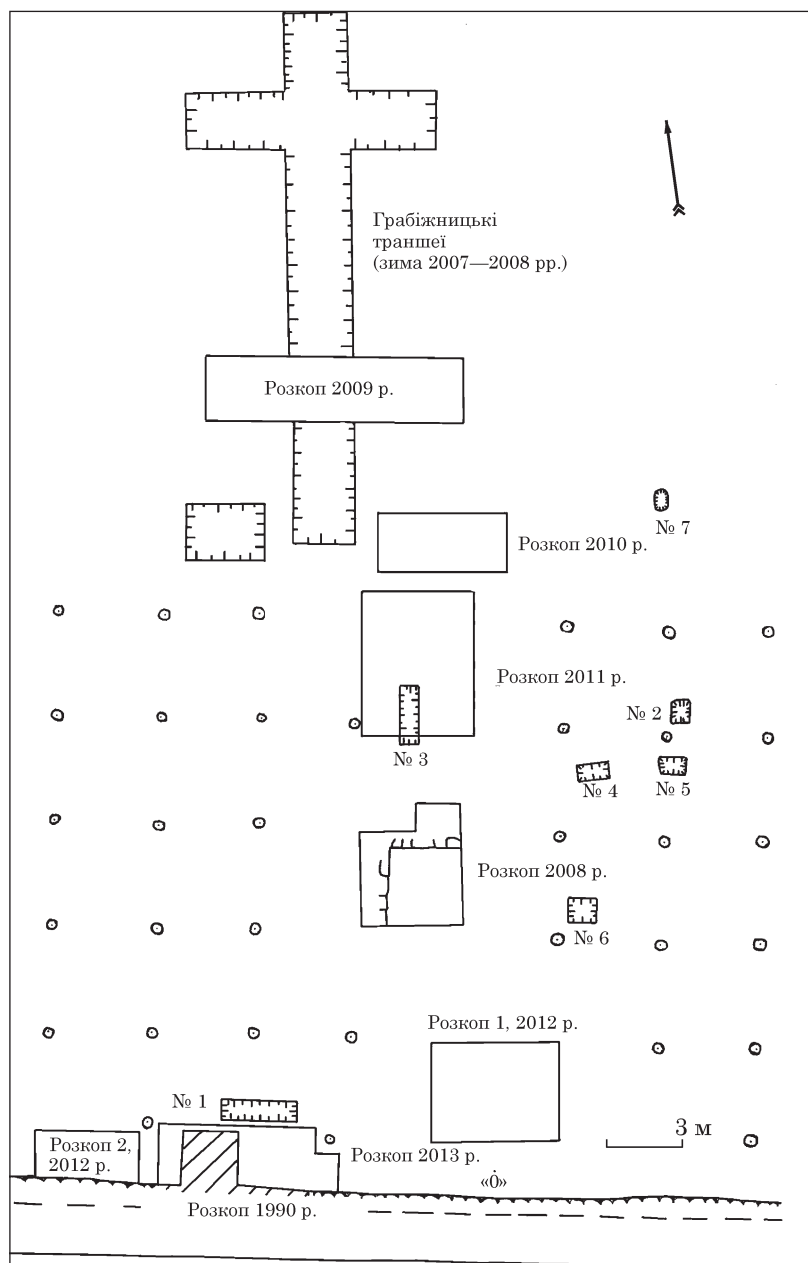 Грабіжницькі
траншеї
(зима 2007—2008 рр.)
Розкоп 2009 р.
№ 7
Розкоп 2010 р.
Розкоп 2011 р.
№ 2
№ 3
№ 4
№ 5
Розкоп 2008 р.
№ 6
Розкоп 1, 2012 р.
№ 1
3 м
Розкоп 2,
2012 р.
Розкоп 2013 р.
«0»
Розкоп 1990 р.